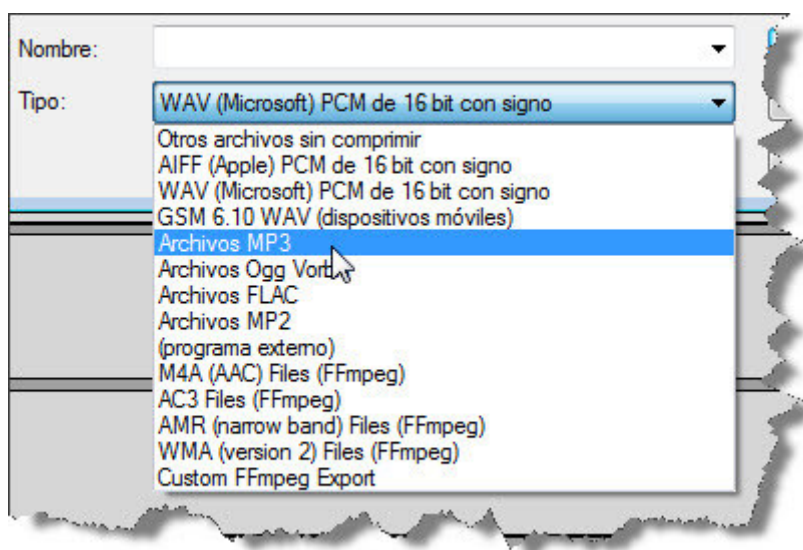 Nombre:
Tipo: WAV (Microsoft) PCM de 16 bit con signo
Otros archivos sin comprimir
AIFF (Apple) PCM de 16 bit con signo
WAV (Microsoft) PCM de 16 bit con signo
GSM 6.10 WAV (dispositivos móviles)
Archivos MP3
Archivos Ogg
Archivos FLAC
Archivos MP2
(programa externo)
M4A (AAC) Files (FFmpeg)
AC3 Files (FFmpeg)
AMR (narrow band) Files (FFmpeg)
WMA (version 2) Files (FFmpeg)
Custom FFmpeg Export